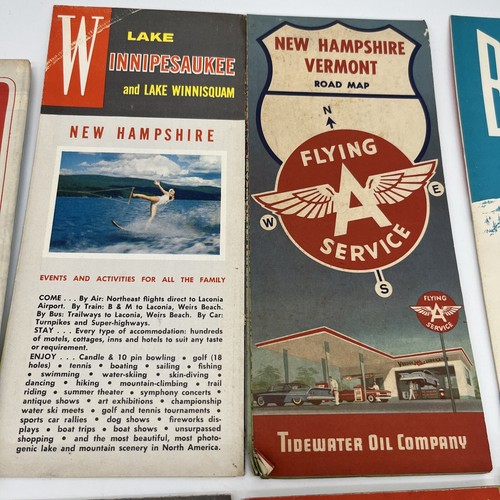 W
LAKE
INNIPESAUKEE
and LAKE WINNISQUAM
NEW HAMPSHIRE
EVENTS AND ACTIVITIES FOR ALL THE FAMILY
COME . . . By Air: Northeast flights direct to Laconia
Airport. By Train: B & M to Laconia, Weirs Beach.
By Bus: Trailways to Laconia, Weirs Beach. By Car:
Turnpikes and Super-highways.
STAY . . . Every type of accommodation: hundreds
of motels, cottages, inns and hotels to suit any taste
or requirement.
ENJOY . . . Candle & 10 pin bowling • golf (18
holes) • tennis • boating • sailing • fishing
• swimming • water-skiing • skin-diving •
dancing • hiking • mountain-climbing • trail
riding • summer theater • symphony concerts •
antique shows • art exhibitions • championship
water ski meets • golf and tennis tournaments •
sports car rallies • dog shows • fireworks dis-
plays • boat trips • boat shows • unsurpassed
shopping • and the most beautiful, most photo-
genic lake and mountain scenery in North America.
NEW HAMPSHIRE
VERMONT
ROAD MAP
N
FLYING
A
SERVICE
W
E
S
FLYING
A
SERVICE
TIDEWATER OIL COMPANY